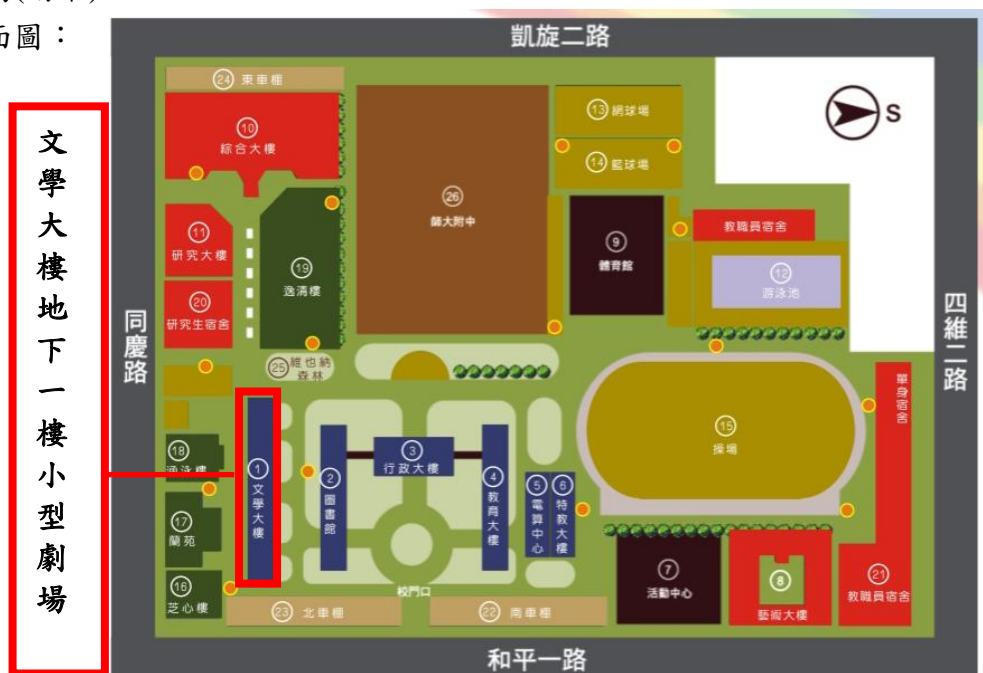 面圖：
文學大樓地下一樓小型劇場
凱旋二路
同慶路
四維二路
和平一路
S
24 東車棚
10 綜合大樓
13 網球場
14 籃球場
26 師大附中
9 體育館
教職員宿舍
12 游泳池
11 研究大樓
19 逸清樓
20 研究生宿舍
25 維也納
森林
單身宿舍
15 操場
18 涵泳樓
1 文學大樓
2 圖書館
3 行政大樓
4 教育大樓
5 電算中心
6 特教大樓
17 蘭苑
16 芝心樓
校門口
23 北車棚
22 南車棚
7 活動中心
8 藝術大樓
21 教職員宿舍